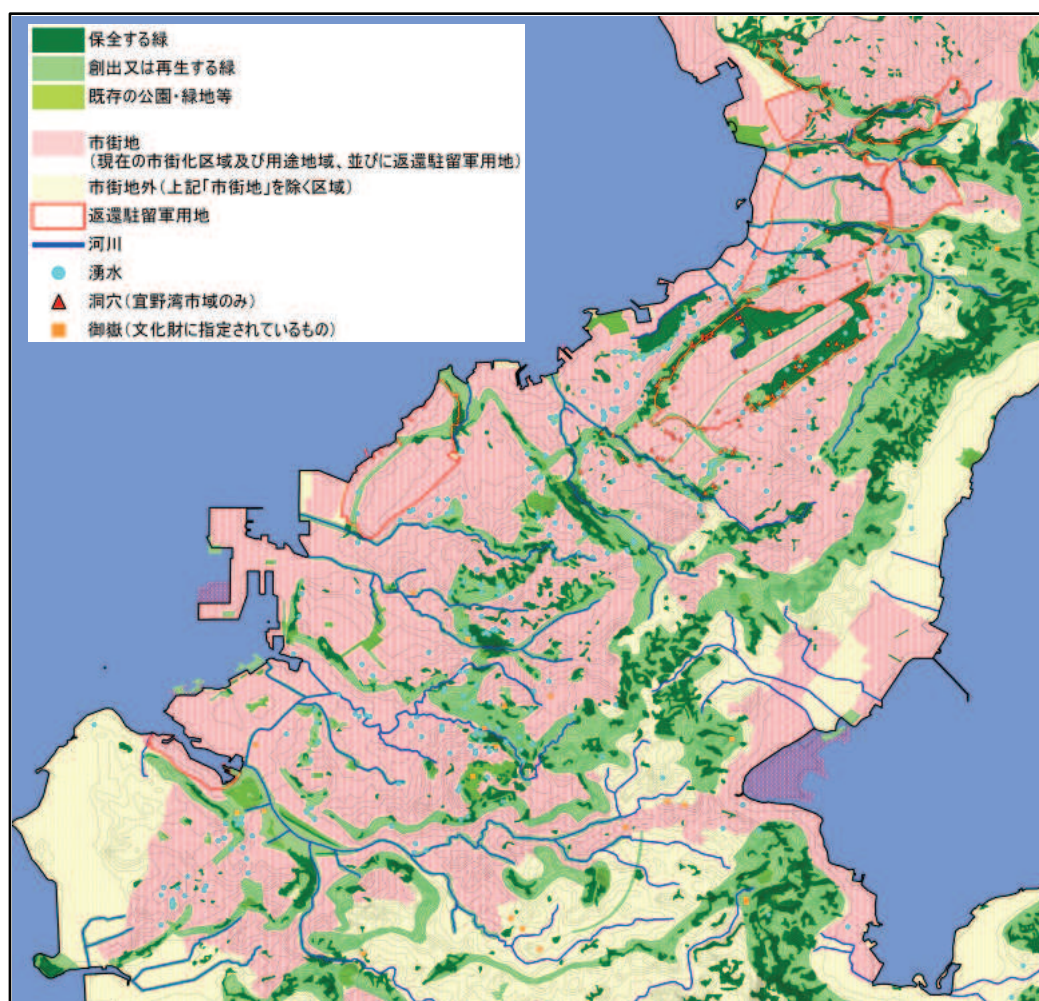 保全する緑
創出又は再生する緑
既存の公園・緑地等
市街地
(現在の市街化区域及び用途地域、並びに返還駐留軍用地)
市街地外(上記「市街地」を除く区域)
返還駐留軍用地
河川
湧水
洞穴(宜野湾市域のみ)
御嶽(文化財に指定されているもの)